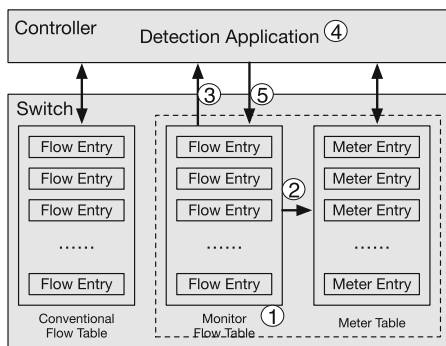 Controller
Detection Application ④
③ ⑤
Switch
Flow Entry Flow Entry Meter Entry
Flow Entry Flow Entry Meter Entry
②
Flow Entry Flow Entry Meter Entry
...... ...... ......
Flow Entry Flow Entry Meter Entry
①
Conventional Flow Table
Monitor Flow Table
Meter Table